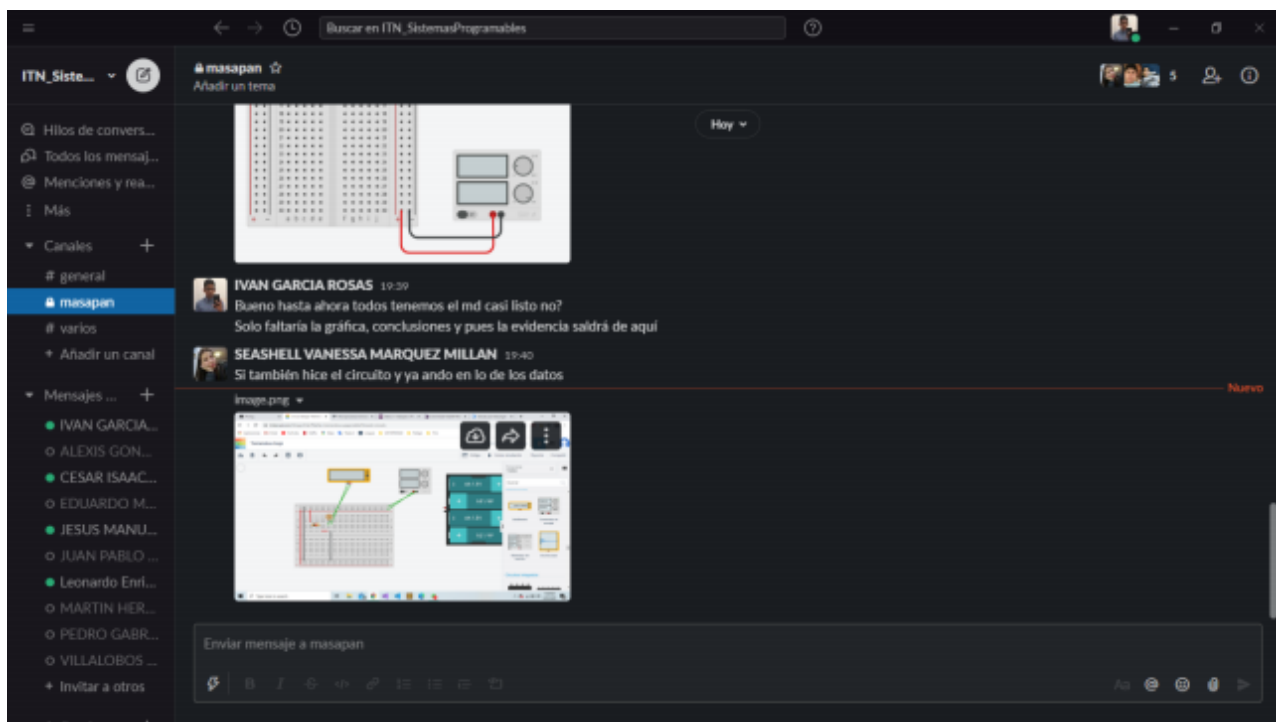 Buscar en ITN_SistemasProgramables
ITN_Siste...
masapan
Añadir un tema
5
Hilos de convers...
Todos los mensaj...
Menciones y rea...
Más
Canales
# general
masapan
# varios
+ Añadir un canal
Mensajes ...
IVAN GARCIA...
ALEXIS GON...
CESAR ISAAC...
EDUARDO M...
JESUS MANU...
JUAN PABLO ...
Leonardo Enri...
MARTIN HER...
PEDRO GABR...
VILLALOBOS ...
+ Invitar a otros
Hoy
IVAN GARCIA ROSAS 19:39
Bueno hasta ahora todos tenemos el md casi listo no?
Solo faltaría la gráfica, conclusiones y pues la evidencia saldrá de aquí
SEASHELL VANESSA MARQUEZ MILLAN 19:40
Si también hice el circuito y ya ando en lo de los datos
Nuevo
image.png
Enviar mensaje a masapan
B I S
Aa